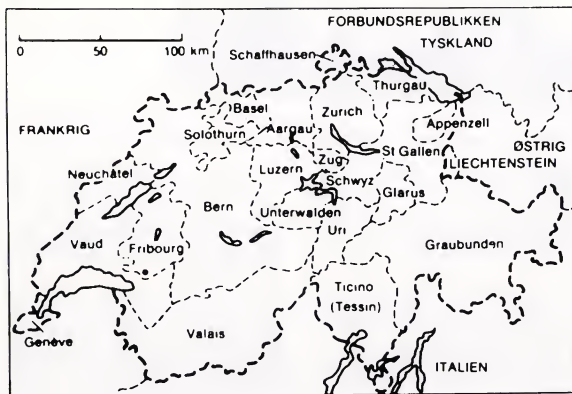 0 50 100 km
FORBUNDSREPUBLIKKEN
TYSKLAND
Schaffhausen
Thurgau
Basel
Zurich
Appenzell
FRANKRIG
Solothurn
Aargau
ØSTRIG
St Gallen
LIECHTENSTEIN
Zug
Neuchâtel
Luzern
Schwyz
Glarus
Bern
Unterwalden
Vaud
Fribourg
Uri
Graubunden
Ticino
(Tessin)
Valais
Genève
ITALIEN